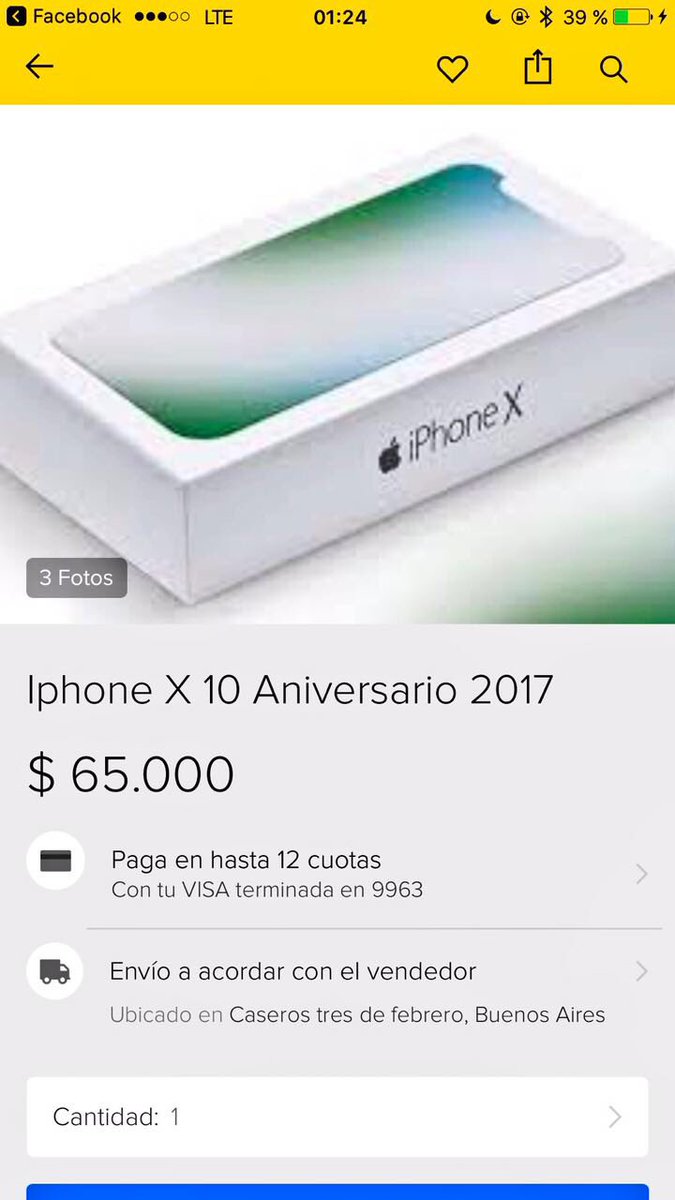 Facebook LTE 01:24 39 %
iPhone X
3 Fotos
Iphone X 10 Aniversario 2017
$ 65.000
Paga en hasta 12 cuotas
Con tu VISA terminada en 9963
Envío a acordar con el vendedor
Ubicado en Caseros tres de febrero, Buenos Aires
Cantidad: 1